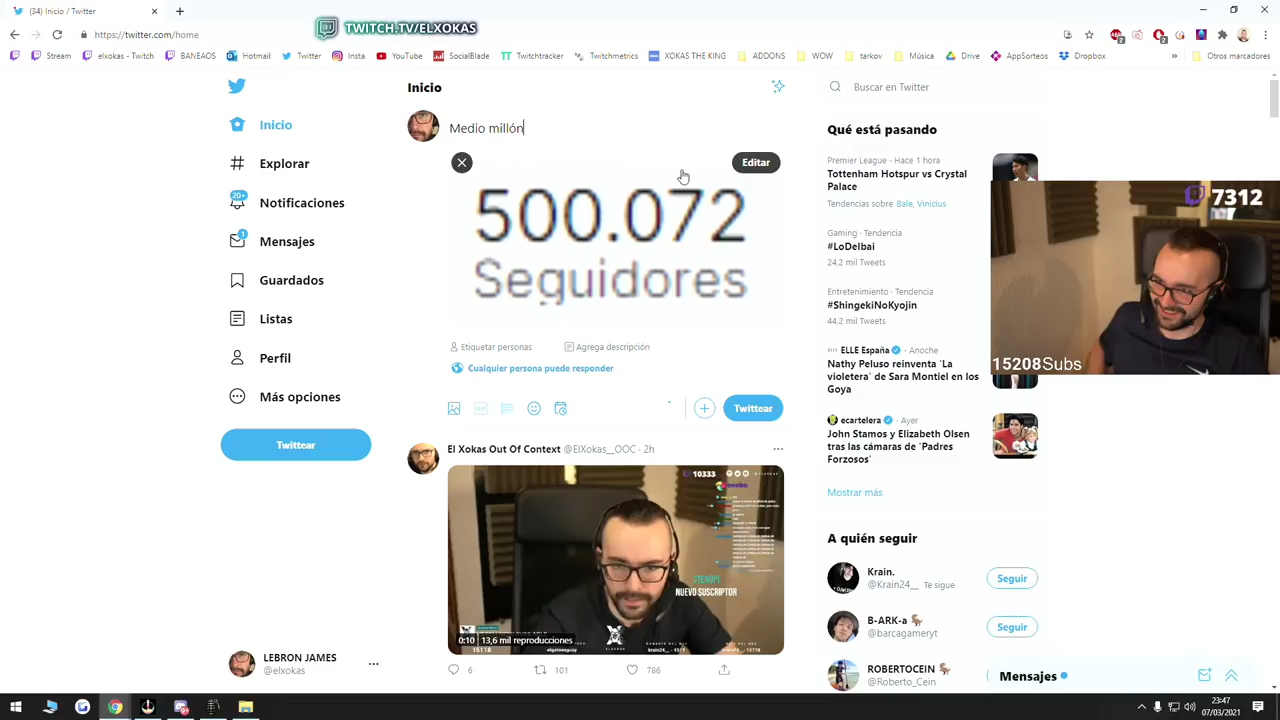 (34) Inicio / Twitter
TWITCH.TV/ELXOKAS
https://twitter.com/home
Stream
elxokas - Twitch
BANEAOS
Hotmail
Twitter
Insta
YouTube
SocialBlade
Twitchtracker
Twitchmetrics
XOKAS THE KING
ADDONS
WOW
tarkov
Música
Drive
AppSorteos
Dropbox
Otros marcadores
Inicio
Explorar
20+
Notificaciones
1
Mensajes
Guardados
Listas
Perfil
Más opciones
Twittear
LEBRON JAMES
@elxokas
Inicio
Medio millón
Editar
500.072
Seguidores
Etiquetar personas
Agrega descripción
Cualquier persona puede responder
Twittear
El Xokas Out Of Context @ElXokas__OOC · 2h
10333
NUEVO SUSCRIPTOR
0:10 | 13,6 mil reproducciones
15118
6
101
786
Buscar en Twitter
Qué está pasando
Premier League · Hace 1 hora
Tottenham Hotspur vs Crystal
Palace
Tendencias sobre Bale, Vinicius
Gaming · Tendencia
#LoDeIbai
24,2 mil Tweets
Entretenimiento · Tendencia
#ShingekiNoKyojin
44,2 mil Tweets
ELLE España · Anoche
Nathy Peluso reinventa 'La
violetera' de Sara Montiel en los
Goya
ecartelera · Ayer
John Stamos y Elizabeth Olsen
tras las cámaras de 'Padres
Forzosos'
Mostrar más
7312
15208Subs
A quién seguir
Krain.
@Krain24__ Te sigue
Seguir
B-ARK-a
@barcagameryt
Seguir
ROBERTOCEIN
@Roberto_Cein
Mensajes
23:47
07/03/2021